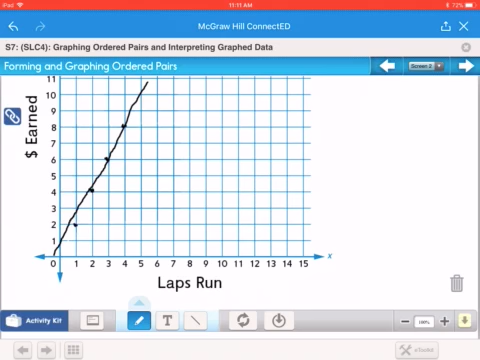 iPad
11:11 AM
72%
McGraw Hill ConnectED
S7: (SLC4): Graphing Ordered Pairs and Interpreting Graphed Data
Forming and Graphing Ordered Pairs
Screen 2
$ Earned
11
10
9
8
7
6
5
4
3
2
1
0 1 2 3 4 5 6 7 8 9 10 11 12 13 14 15
x
Laps Run
Activity Kit
T
100%
eToolkit